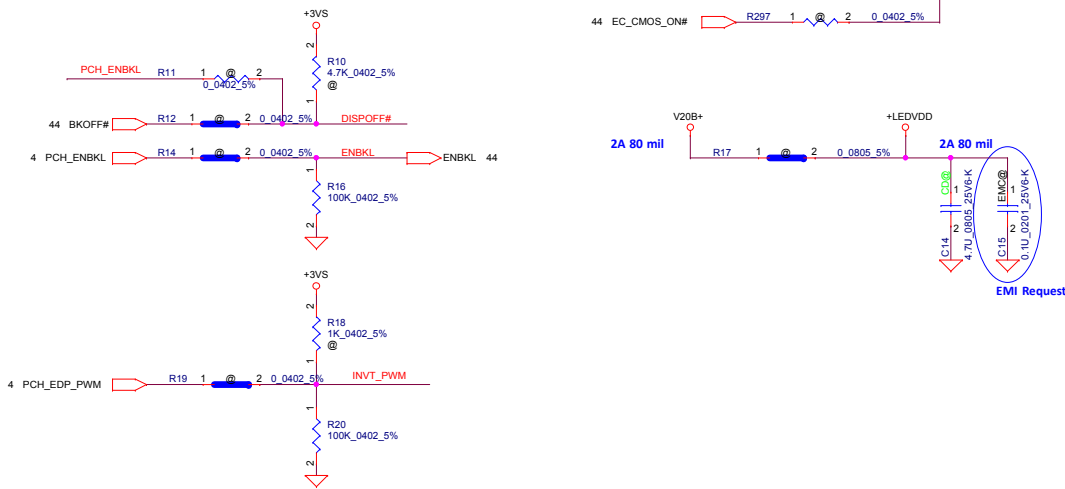 +3VS
R10
4.7K_0402_5%
@
2
1
PCH_ENBKL
R11
1
@
2
0_0402_5%
44 BKOFF#
R12
1
@
2
0_0402_5%
DISPOFF#
4 PCH_ENBKL
R14
1
@
2
0_0402_5%
ENBKL
ENBKL 44
1
R16
100K_0402_5%
2
+3VS
2
R18
1K_0402_5%
@
1
4 PCH_EDP_PWM
R19
1
@
2
0_0402_5%
INVT_PWM
1
R20
100K_0402_5%
2
44 EC_CMOS_ON#
R297
1
@
2
0_0402_5%
V20B+
+LEDVDD
2A 80 mil
2A 80 mil
R17
1
@
2
0_0805_5%
CD@
1
2
C14
4.7U_0805_25V6-K
EMC@
1
2
C15
0.1U_0201_25V6-K
EMI Request